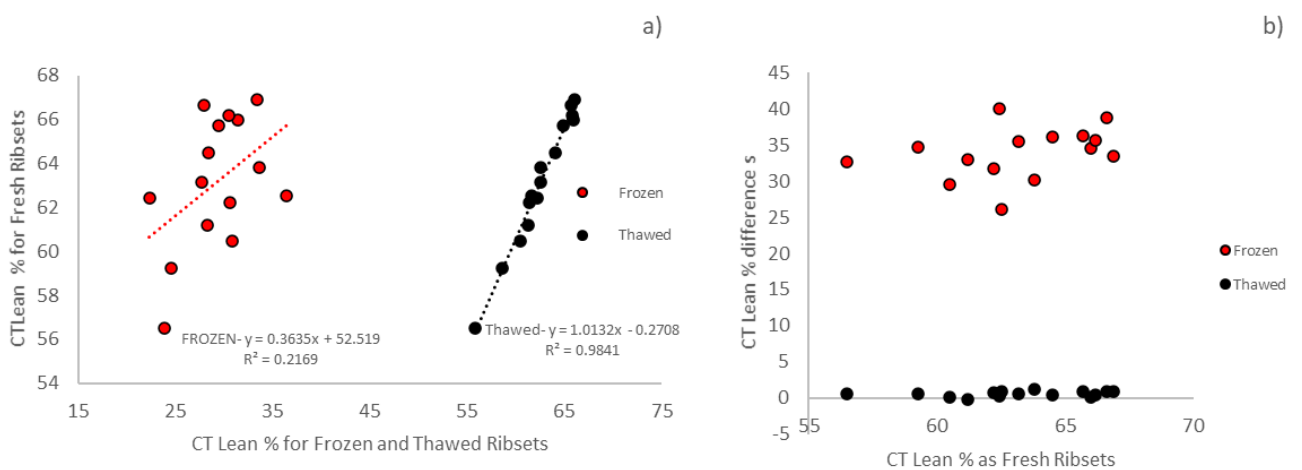 a)
CTLean % for Fresh Ribsets
68
66
64
62
60
58
56
54
Frozen
Thawed
FROZEN- y = 0.3635x + 52.519
R² = 0.2169
Thawed- y = 1.0132x - 0.2708
R² = 0.9841
15 25 35 45 55 65 75
CT Lean % for Frozen and Thawed Ribsets
b)
CT Lean % difference s
45
40
35
30
25
20
15
10
5
0
-5
Frozen
Thawed
55 60 65 70
CT Lean % as Fresh Ribsets